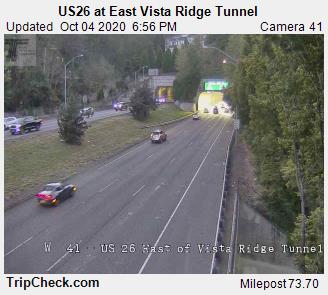 US26 at East Vista Ridge Tunnel
Updated Oct 04 2020 6:56 PM Camera 41
W 41 -- US 26 East of Vista Ridge Tunnel
TripCheck.com Milepost 73.70